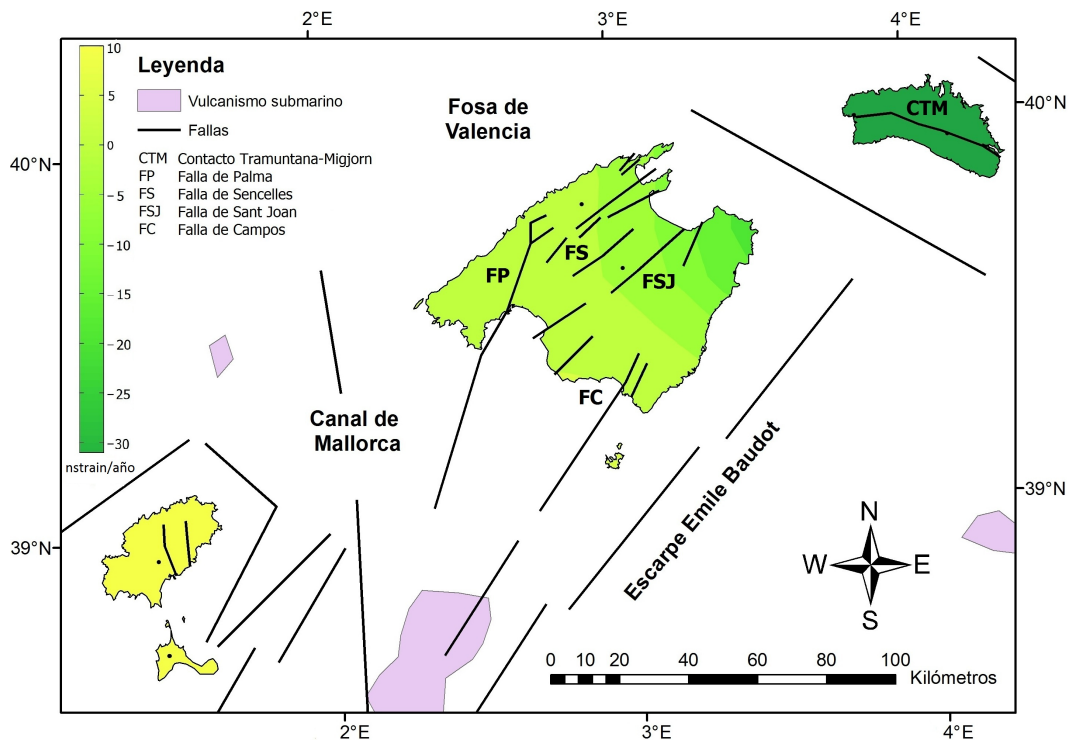 2°E
3°E
4°E
10
5
0
−5
−10
−15
−20
−25
−30
nstrain/año
Leyenda
Vulcanismo submarino
Fallas
CTM Contacto Tramuntana-Migjorn
FP Falla de Palma
FS Falla de Sencelles
FSJ Falla de Sant Joan
FC Falla de Campos
Fosa de
Valencia
CTM
40°N
40°N
FS
FP
FSJ
FC
Canal de
Mallorca
Escarpe Emile Baudot
39°N
39°N
N
W
E
S
0
10
20
40
60
80
100
Kilómetros
2°E
3°E
4°E